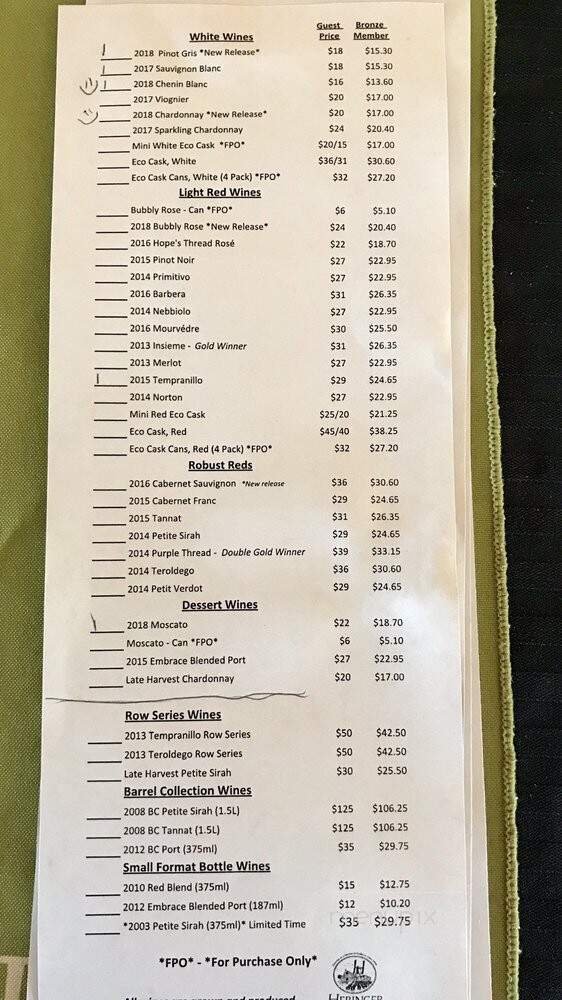 Guest Bronze
White Wines Price Member
2018 Pinot Gris *New Release* $18 $15.30
2017 Sauvignon Blanc $18 $15.30
2018 Chenin Blanc $16 $13.60
2017 Viognier $20 $17.00
2018 Chardonnay *New Release* $20 $17.00
2017 Sparkling Chardonnay $24 $20.40
Mini White Eco Cask *FPO* $20/15 $17.00
Eco Cask, White $36/31 $30.60
Eco Cask Cans, White (4 Pack) *FPO* $32 $27.20
Light Red Wines
Bubbly Rose - Can *FPO* $6 $5.10
2018 Bubbly Rose *New Release* $24 $20.40
2016 Hope's Thread Rosé $22 $18.70
2015 Pinot Noir $27 $22.95
2014 Primitivo $27 $22.95
2016 Barbera $31 $26.35
2014 Nebbiolo $27 $22.95
2016 Mourvédre $30 $25.50
2013 Insieme - Gold Winner $31 $26.35
2013 Merlot $27 $22.95
2015 Tempranillo $29 $24.65
2014 Norton $27 $22.95
Mini Red Eco Cask $25/20 $21.25
Eco Cask, Red $45/40 $38.25
Eco Cask Cans, Red (4 Pack) *FPO* $32 $27.20
Robust Reds
2016 Cabernet Sauvignon *New release $36 $30.60
2015 Cabernet Franc $29 $24.65
2015 Tannat $31 $26.35
2014 Petite Sirah $29 $24.65
2014 Purple Thread - Double Gold Winner $39 $33.15
2014 Teroldego $36 $30.60
2014 Petit Verdot $29 $24.65
Dessert Wines
2018 Moscato $22 $18.70
Moscato - Can *FPO* $6 $5.10
2015 Embrace Blended Port $27 $22.95
Late Harvest Chardonnay $20 $17.00
Row Series Wines
2013 Tempranillo Row Series $50 $42.50
2013 Teroldego Row Series $50 $42.50
Late Harvest Petite Sirah $30 $25.50
Barrel Collection Wines
2008 BC Petite Sirah (1.5L) $125 $106.25
2008 BC Tannat (1.5L) $125 $106.25
2012 BC Port (375ml) $35 $29.75
Small Format Bottle Wines
2010 Red Blend (375ml) $15 $12.75
2012 Embrace Blended Port (187ml) $12 $10.20
*2003 Petite Sirah (375ml)* Limited Time $35 $29.75
*FPO* - *For Purchase Only*
HERINGER